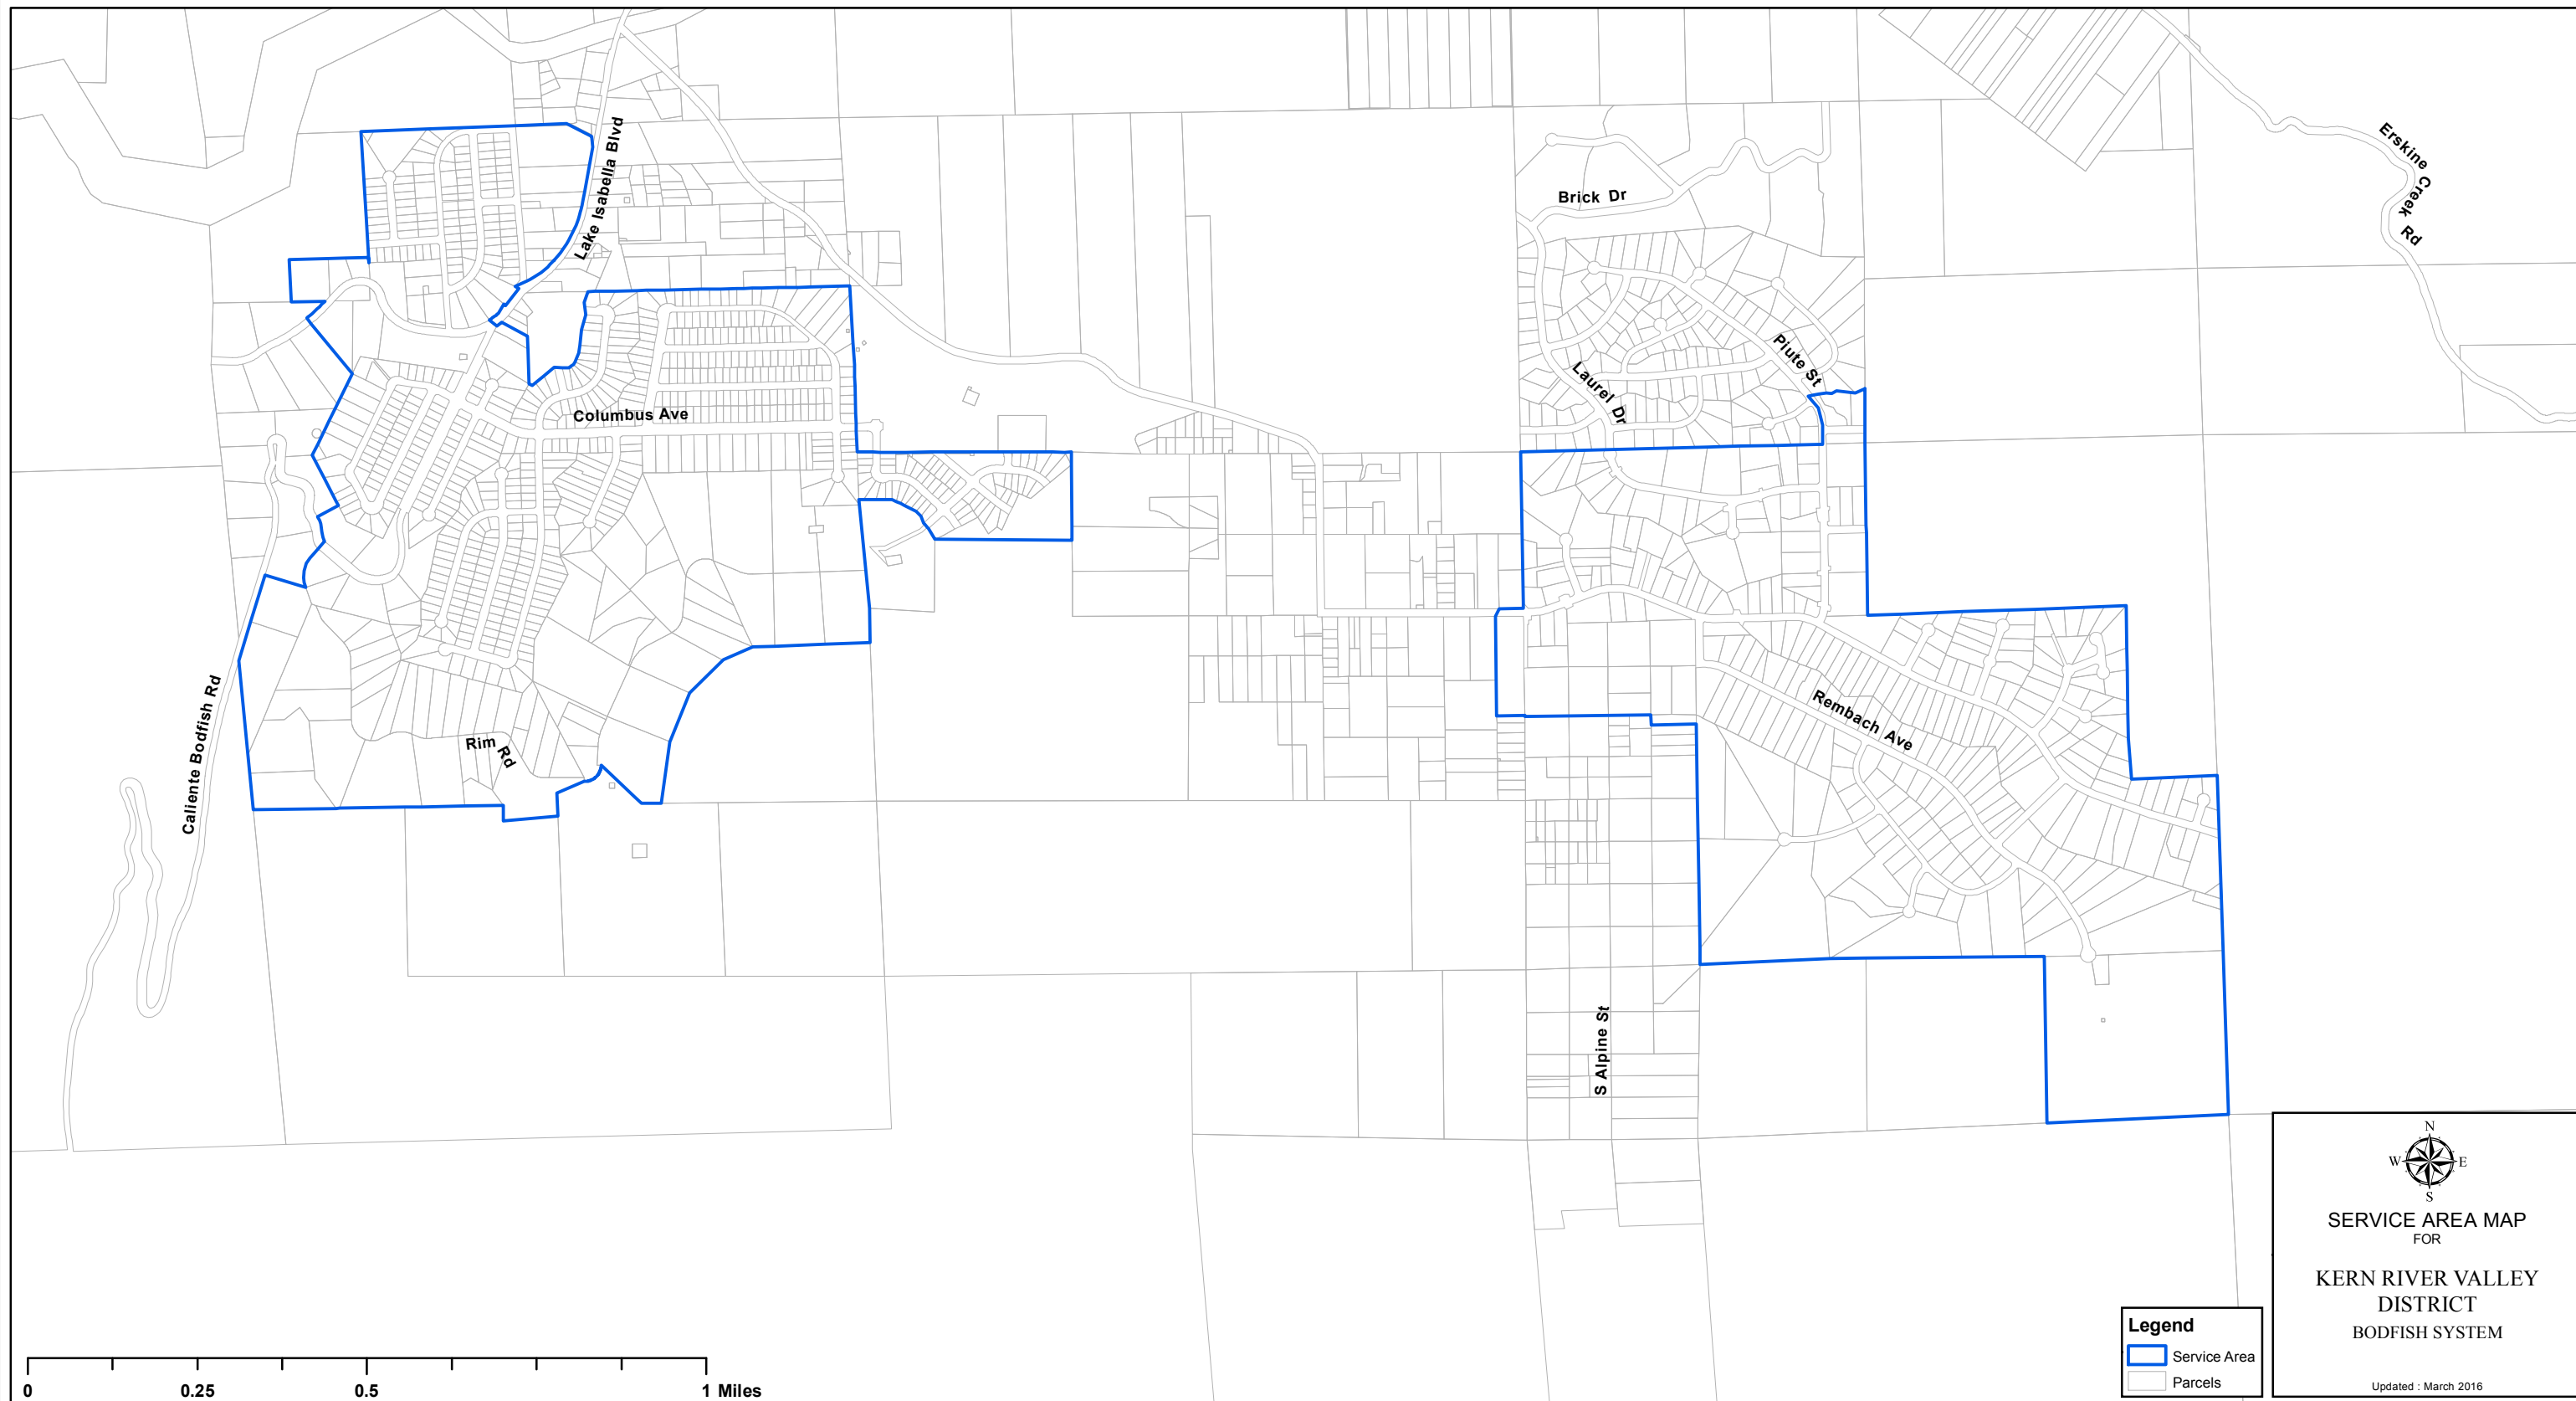 Lake Isabella Blvd
Erskine Creek Rd
Brick Dr
Piute St
Laurel Dr
Columbus Ave
Rembach Ave
Caliente Bodfish Rd
Rim Rd
S Alpine St
N
W E
S
SERVICE AREA MAP
FOR
KERN RIVER VALLEY
DISTRICT
BODFISH SYSTEM
Updated : March 2016
Legend
Service Area
Parcels
0 0.25 0.5 1 Miles